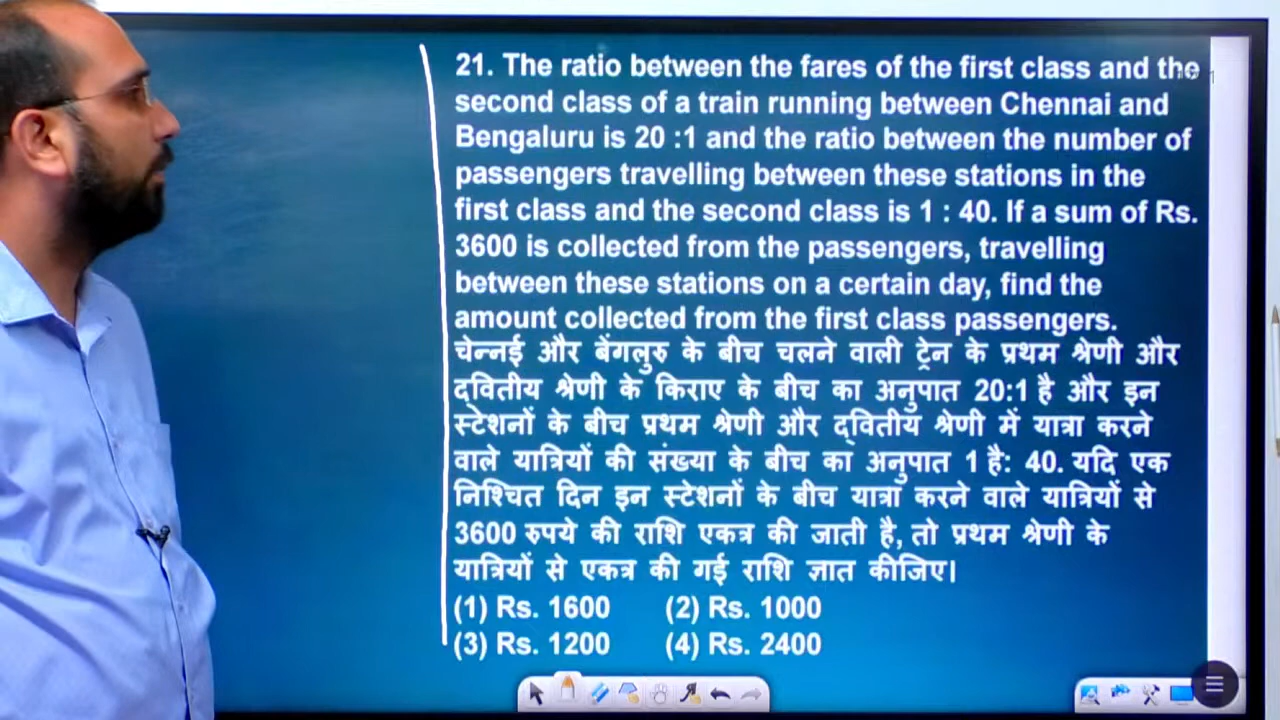 21. The ratio between the fares of the first class and the
second class of a train running between Chennai and
Bengaluru is 20 :1 and the ratio between the number of
passengers travelling between these stations in the
first class and the second class is 1 : 40. If a sum of Rs.
3600 is collected from the passengers, travelling
between these stations on a certain day, find the
amount collected from the first class passengers.
चेन्नई और बेंगलुरु के बीच चलने वाली ट्रेन के प्रथम श्रेणी और
द्वितीय श्रेणी के किराए के बीच का अनुपात 20:1 है और इन
स्टेशनों के बीच प्रथम श्रेणी और द्वितीय श्रेणी में यात्रा करने
वाले यात्रियों की संख्या के बीच का अनुपात 1 है: 40. यदि एक
निश्चित दिन इन स्टेशनों के बीच यात्रा करने वाले यात्रियों से
3600 रुपये की राशि एकत्र की जाती है, तो प्रथम श्रेणी के
यात्रियों से एकत्र की गई राशि ज्ञात कीजिए।
(1) Rs. 1600 (2) Rs. 1000
(3) Rs. 1200 (4) Rs. 2400